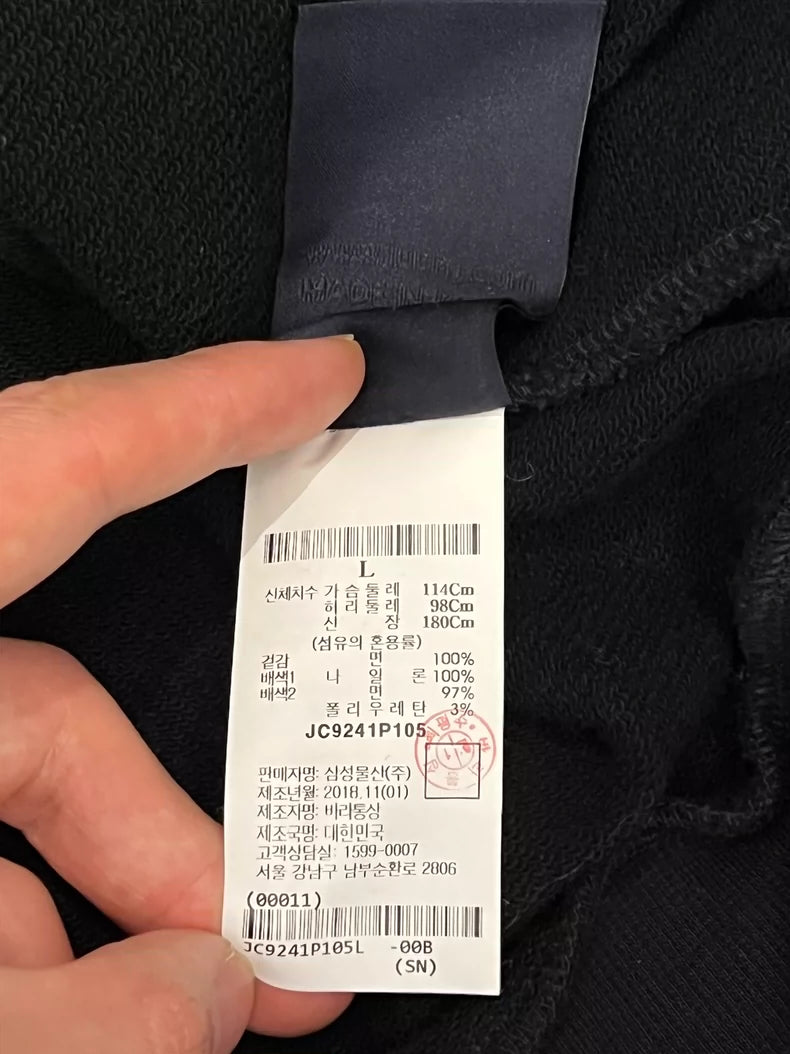 L
신체치수 가슴둘레 114Cm
허리둘레 98Cm
신장 180Cm
(섬유의 혼용률)
겉감 면 100%
배색1 나일론 100%
배색2 면 97%
폴리우레탄 3%
JC9241P105
판매자명: 삼성물산(주)
제조년월: 2018.11(01)
제조자명: 비리통상
제조국명: 대한민국
고객상담실: 1599-0007
서울 강남구 남부순환로 2806
(00011)
JC9241P105L -00B
(SN)